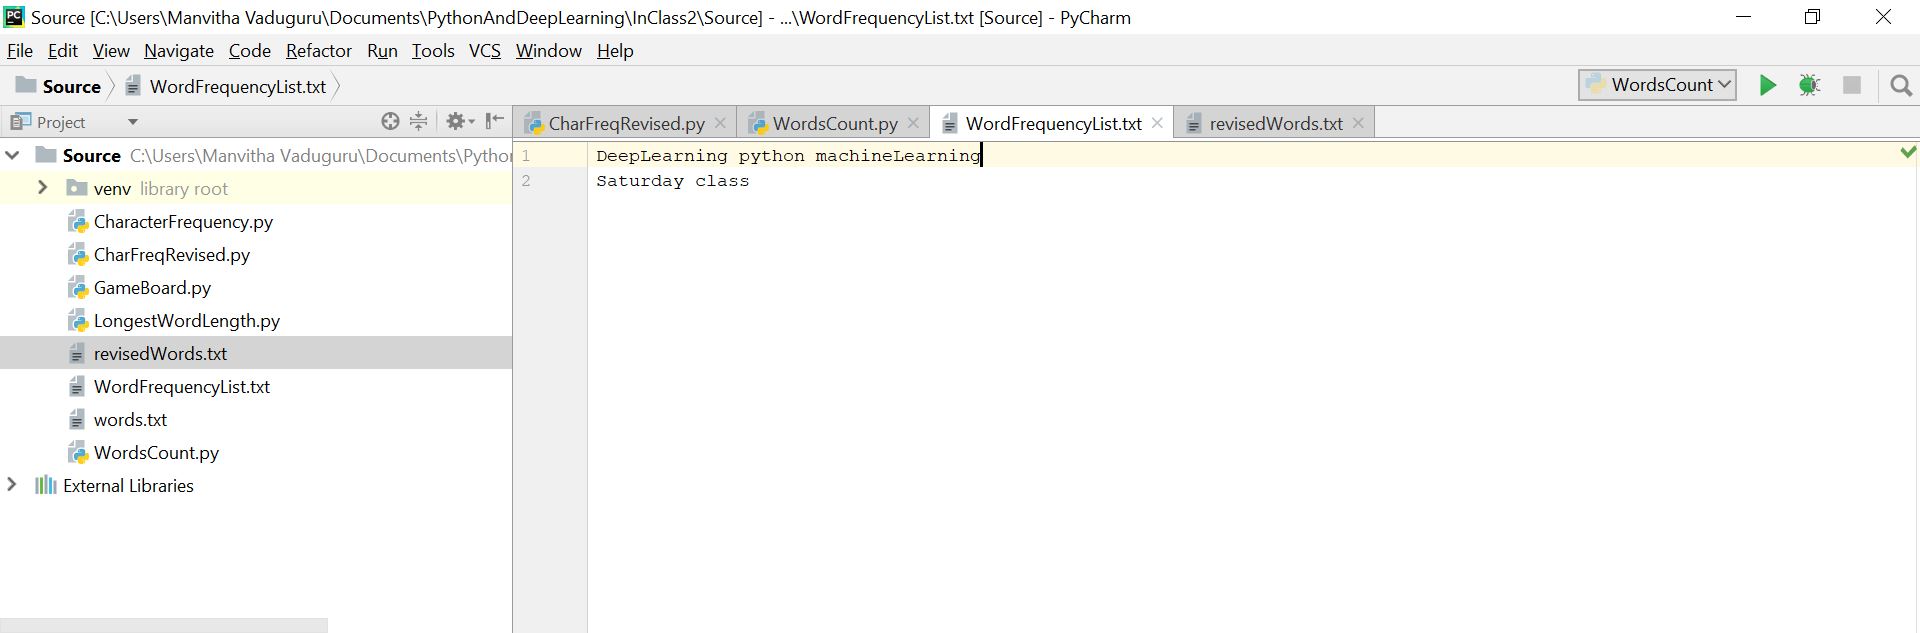 PC Source [C:\Users\Manvitha Vaduguru\Documents\PythonAndDeepLearning\InClass2\Source] - ...\WordFrequencyList.txt [Source] - PyCharm
File Edit View Navigate Code Refactor Run Tools VCS Window Help
Source WordFrequencyList.txt WordsCount
Project CharFreqRevised.py WordsCount.py WordFrequencyList.txt revisedWords.txt
Source C:\Users\Manvitha Vaduguru\Documents\Pytho
1 DeepLearning python machineLearning
2 Saturday class
venv library root
CharacterFrequency.py
CharFreqRevised.py
GameBoard.py
LongestWordLength.py
revisedWords.txt
WordFrequencyList.txt
words.txt
WordsCount.py
External Libraries